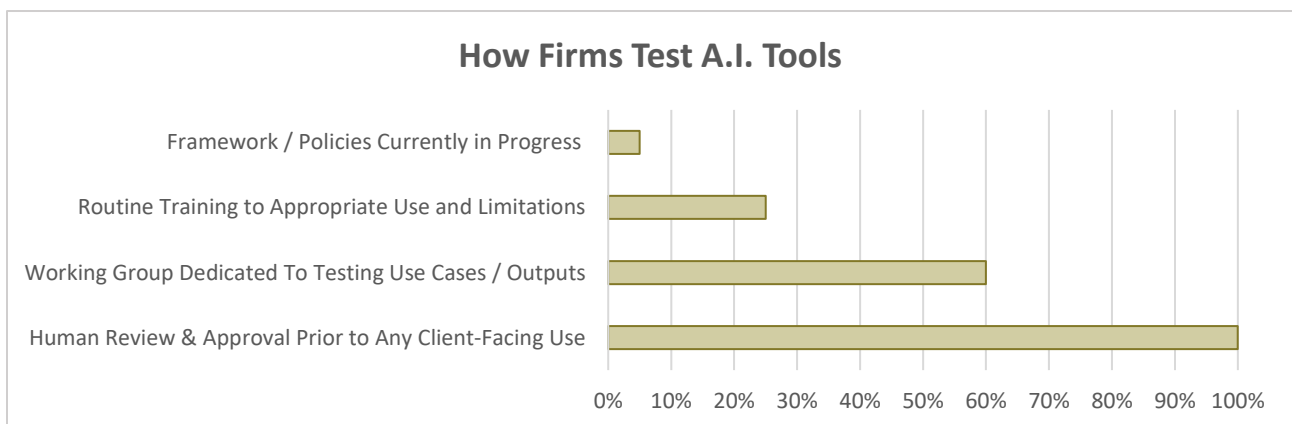 How Firms Test A.I. Tools
Framework / Policies Currently in Progress
Routine Training to Appropriate Use and Limitations
Working Group Dedicated To Testing Use Cases / Outputs
Human Review & Approval Prior to Any Client-Facing Use
0% 10% 20% 30% 40% 50% 60% 70% 80% 90% 100%